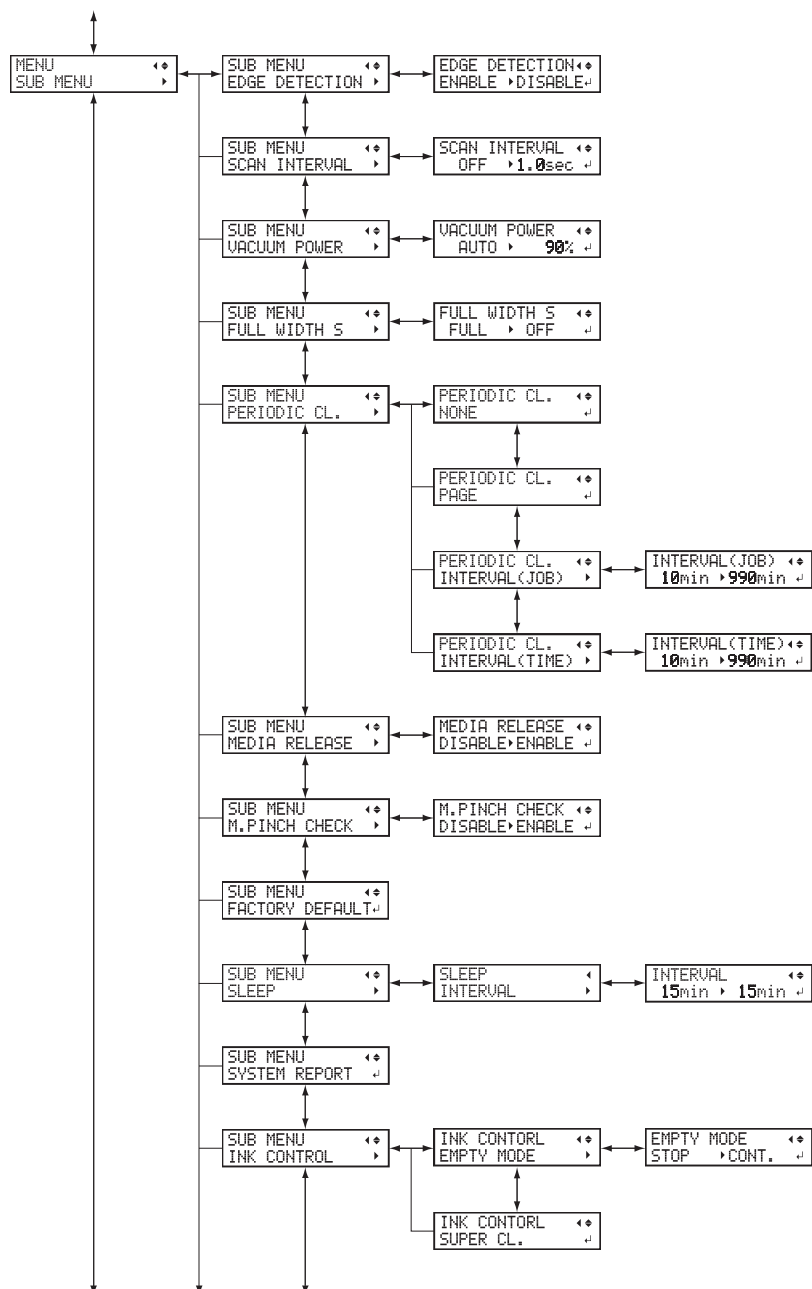 MENU
SUB MENU
SUB MENU
EDGE DETECTION
EDGE DETECTION
ENABLE DISABLE
SUB MENU
SCAN INTERVAL
SCAN INTERVAL
OFF 1.0sec
SUB MENU
VACUUM POWER
VACUUM POWER
AUTO 90%
SUB MENU
FULL WIDTH S
FULL WIDTH S
FULL OFF
SUB MENU
PERIODIC CL.
PERIODIC CL.
NONE
PERIODIC CL.
PAGE
PERIODIC CL.
INTERVAL(JOB)
INTERVAL(JOB)
10min 990min
PERIODIC CL.
INTERVAL(TIME)
INTERVAL(TIME)
10min 990min
SUB MENU
MEDIA RELEASE
MEDIA RELEASE
DISABLE ENABLE
SUB MENU
M.PINCH CHECK
M.PINCH CHECK
DISABLE ENABLE
SUB MENU
FACTORY DEFAULT
SUB MENU
SLEEP
SLEEP
INTERVAL
INTERVAL
15min 15min
SUB MENU
SYSTEM REPORT
SUB MENU
INK CONTROL
INK CONTORL
EMPTY MODE
EMPTY MODE
STOP CONT.
INK CONTORL
SUPER CL.